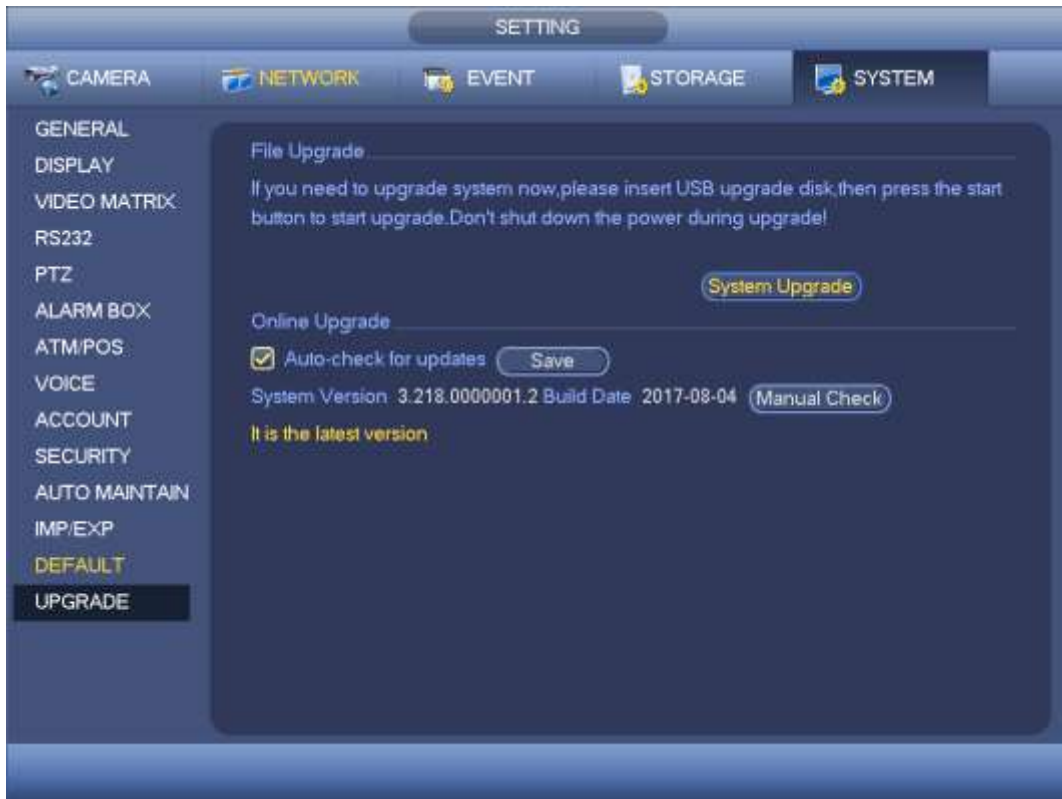 SETTING
CAMERA NETWORK EVENT STORAGE SYSTEM
GENERAL
DISPLAY
VIDEO MATRIX
RS232
PTZ
ALARM BOX
ATM/POS
VOICE
ACCOUNT
SECURITY
AUTO MAINTAIN
IMP/EXP
DEFAULT
UPGRADE
File Upgrade
If you need to upgrade system now,please insert USB upgrade disk,then press the start
button to start upgrade.Don't shut down the power during upgrade!
System Upgrade
Online Upgrade
Auto-check for updates Save
System Version 3.218.0000001.2 Build Date 2017-08-04 Manual Check
It is the latest version